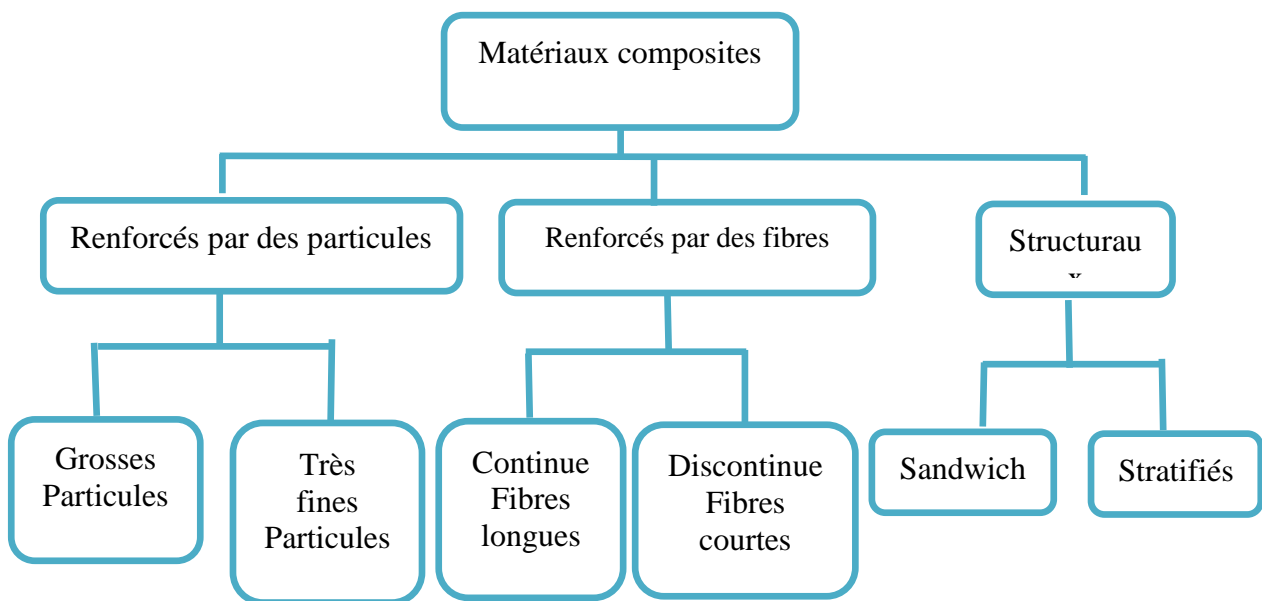 Matériaux composites
Renforcés par des particules
Renforcés par des fibres
Structurau
x
Grosses
Particules
Très
fines
Particules
Continue
Fibres
longues
Discontinue
Fibres
courtes
Sandwich
Stratifiés